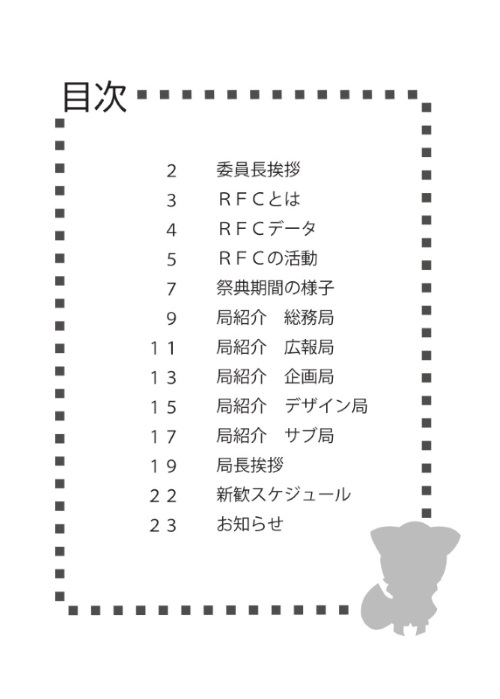 目次
2 委員長挨拶
3 ＲＦＣとは
4 ＲＦＣデータ
5 ＲＦＣの活動
7 祭典期間の様子
9 局紹介　総務局
１１ 局紹介　広報局
１３ 局紹介　企画局
１５ 局紹介　デザイン局
１７ 局紹介　サブ局
１９ 局長挨拶
２２ 新歓スケジュール
２３ お知らせ